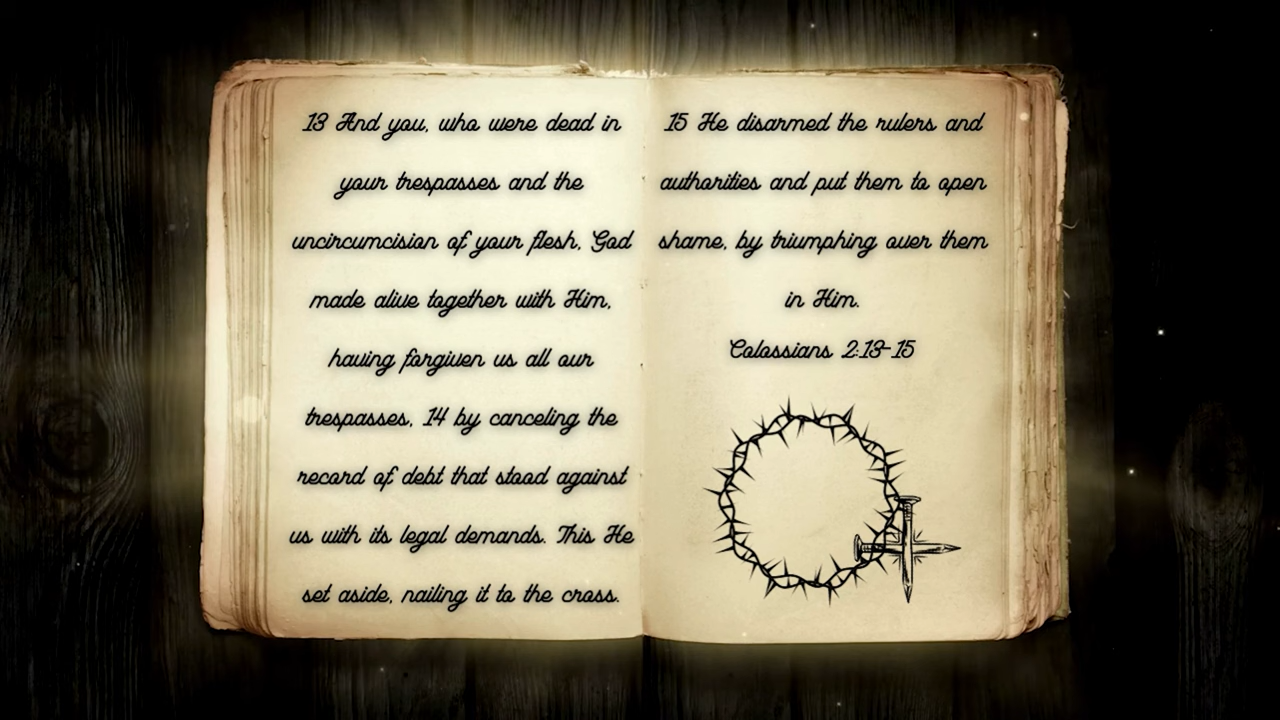 13 And you, who were dead in
your trespasses and the
uncircumcision of your flesh, God
made alive together with Him,
having forgiven us all our
trespasses, 14 by canceling the
record of debt that stood against
us with its legal demands. This He
set aside, nailing it to the cross.
15 He disarmed the rulers and
authorities and put them to open
shame, by triumphing over them
in Him.
Colossians 2:13-15